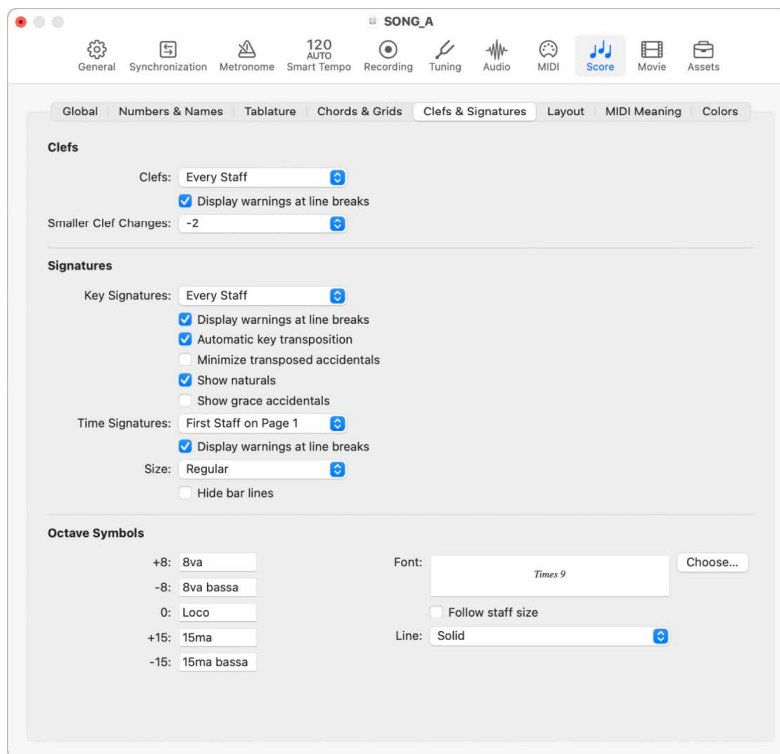 SONG_A
120
AUTO
General Synchronization Metronome Smart Tempo Recording Tuning Audio MIDI Score Movie Assets
Global Numbers & Names Tablature Chords & Grids Clefs & Signatures Layout MIDI Meaning Colors
Clefs
Clefs: Every Staff
Display warnings at line breaks
Smaller Clef Changes: -2
Signatures
Key Signatures: Every Staff
Display warnings at line breaks
Automatic key transposition
Minimize transposed accidentals
Show naturals
Show grace accidentals
Time Signatures: First Staff on Page 1
Display warnings at line breaks
Size: Regular
Hide bar lines
Octave Symbols
+8: 8va Font: Times 9 Choose...
-8: 8va bassa
0: Loco Follow staff size
+15: 15ma Line: Solid
-15: 15ma bassa